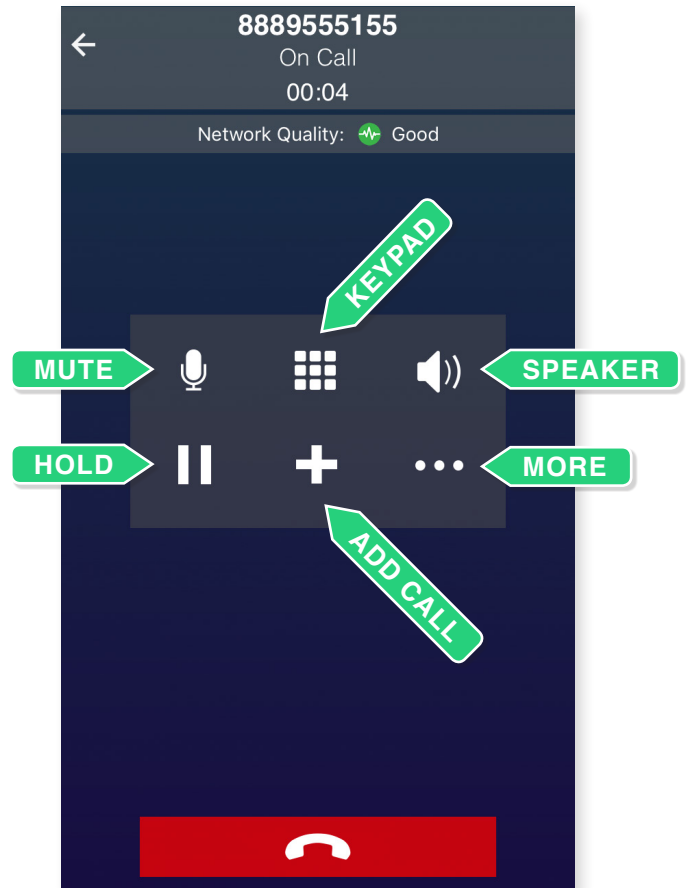 8889555155
On Call
00:04
Network Quality: Good
KEYPAD
MUTE
SPEAKER
HOLD
MORE
ADD CALL